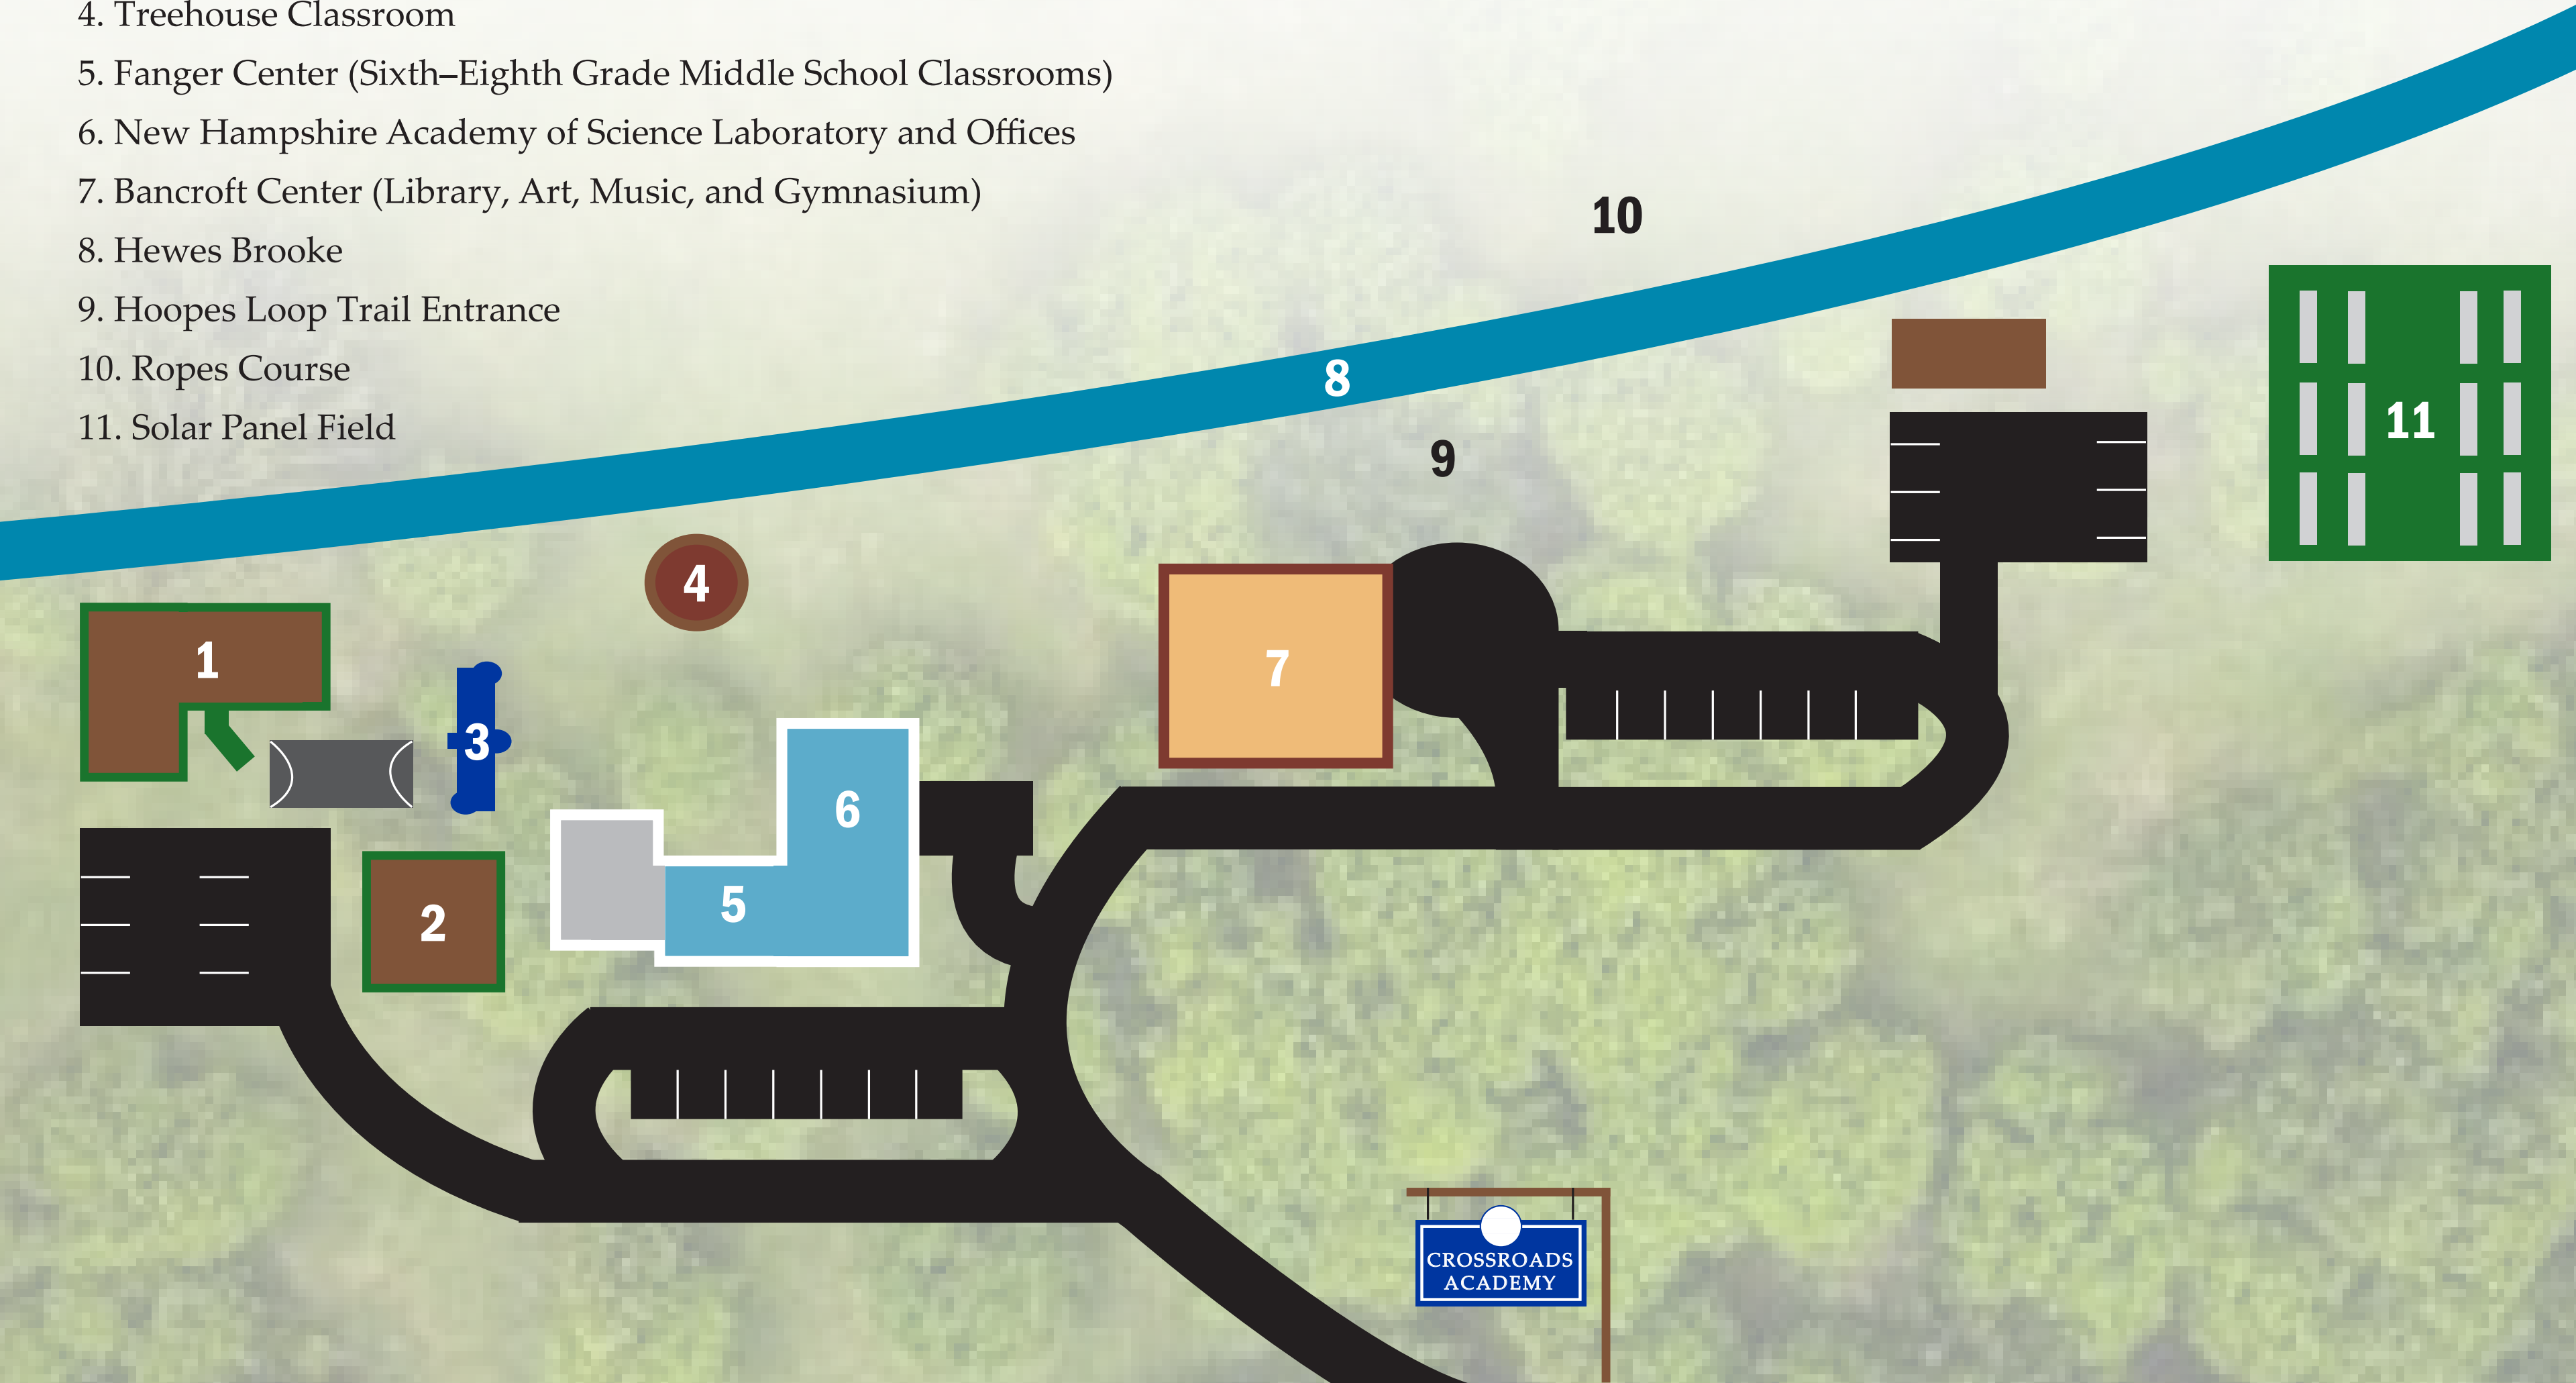 4. Treehouse Classroom
5. Fanger Center (Sixth–Eighth Grade Middle School Classrooms)
6. New Hampshire Academy of Science Laboratory and Offices
7. Bancroft Center (Library, Art, Music, and Gymnasium)
8. Hewes Brooke
9. Hoopes Loop Trail Entrance
10. Ropes Course
11. Solar Panel Field
10
8
9
11
4
1
7
3
6
5
2
CROSSROADS
ACADEMY